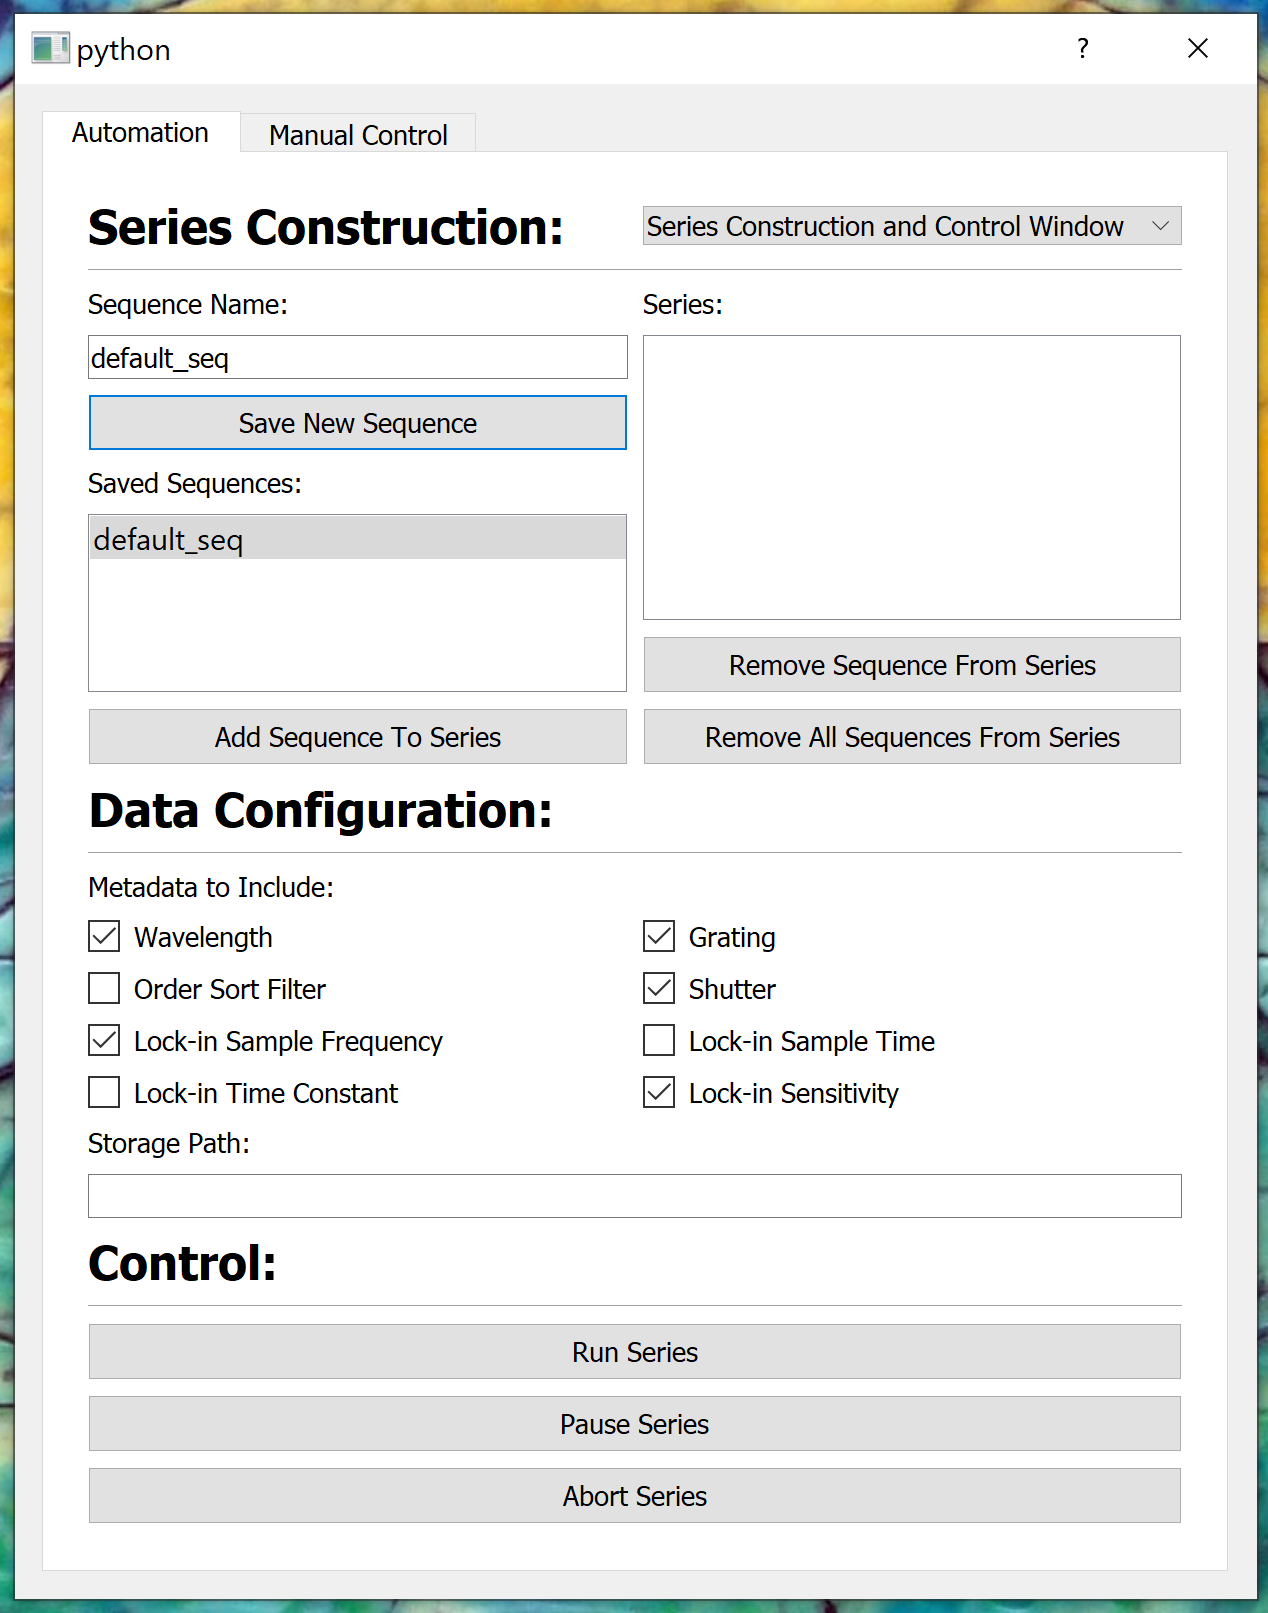 python
Automation
Manual Control
Series Construction:
Series Construction and Control Window
Sequence Name:
default_seq
Save New Sequence
Saved Sequences:
default_seq
Add Sequence To Series
Series:
Remove Sequence From Series
Remove All Sequences From Series
Data Configuration:
Metadata to Include:
Wavelength
Grating
Order Sort Filter
Shutter
Lock-in Sample Frequency
Lock-in Sample Time
Lock-in Time Constant
Lock-in Sensitivity
Storage Path:
Control:
Run Series
Pause Series
Abort Series